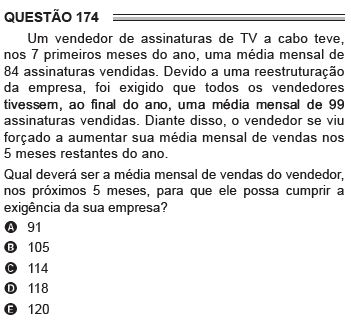 QUESTÃO 174
Um vendedor de assinaturas de TV a cabo teve,
nos 7 primeiros meses do ano, uma média mensal de
84 assinaturas vendidas. Devido a uma reestruturação
da empresa, foi exigido que todos os vendedores
tivessem, ao final do ano, uma média mensal de 99
assinaturas vendidas. Diante disso, o vendedor se viu
forçado a aumentar sua média mensal de vendas nos
5 meses restantes do ano.
Qual deverá ser a média mensal de vendas do vendedor,
nos próximos 5 meses, para que ele possa cumprir a
exigência da sua empresa?
A 91
B 105
C 114
D 118
E 120